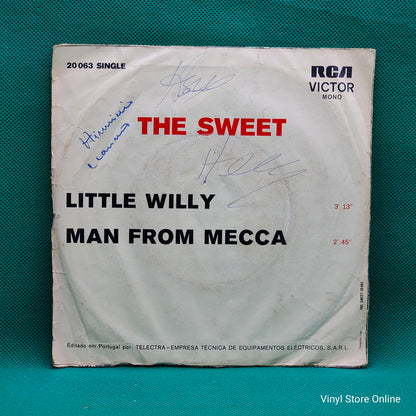 20 063 SINGLE
RCA
VICTOR
MONO
THE SWEET
LITTLE WILLY 3' 13"
MAN FROM MECCA 2' 45"
Editado em Portugal por: TELECTRA - EMPRESA TÉCNICA DE EQUIPAMENTOS ELÉCTRICOS, S.A.R.L.
Vinyl Store Online